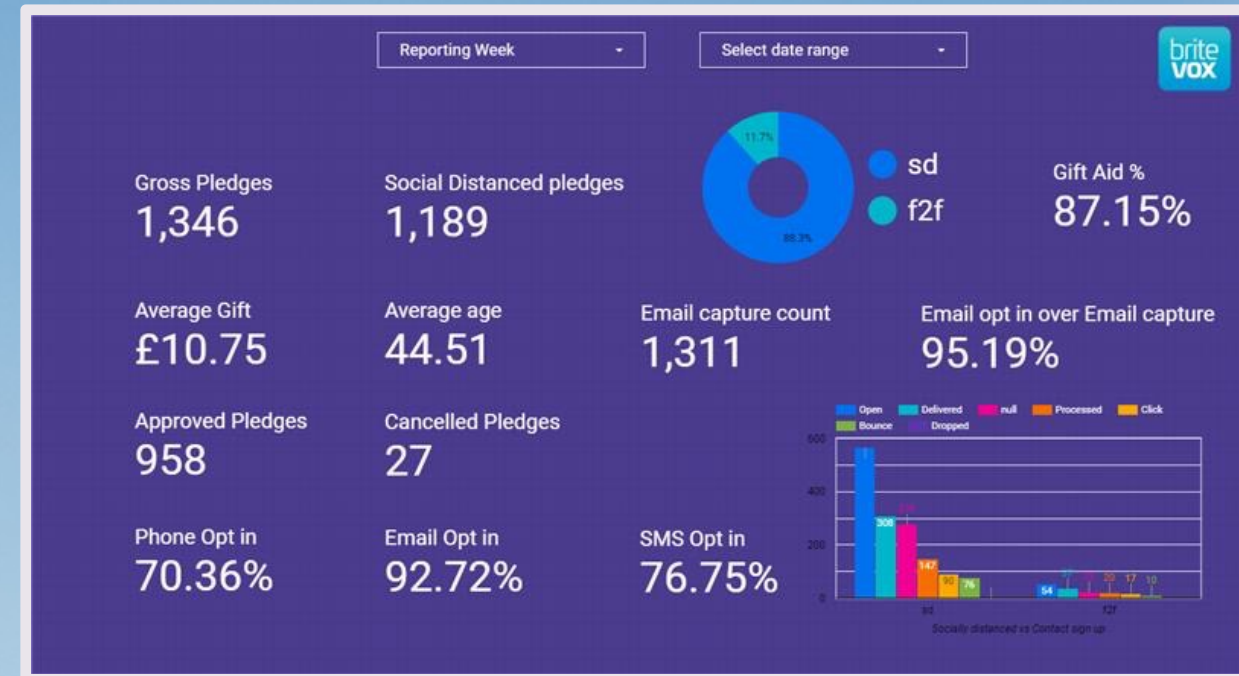 Reporting Week
Select date range
brite
vox
11.7%
88.3%
sd
f2f
Gift Aid %
87.15%
Gross Pledges
1,346
Social Distanced pledges
1,189
Average Gift
£10.75
Average age
44.51
Email capture count
1,311
Email opt in over Email capture
95.19%
Approved Pledges
958
Cancelled Pledges
27
Phone Opt in
70.36%
Email Opt in
92.72%
SMS Opt in
76.75%
Open Delivered null Processed Click
Bounce Dropped
600
400
200
0
308
147
90
76
54
20
17
10
sd
f2f
Socially distanced vs Contact sign up